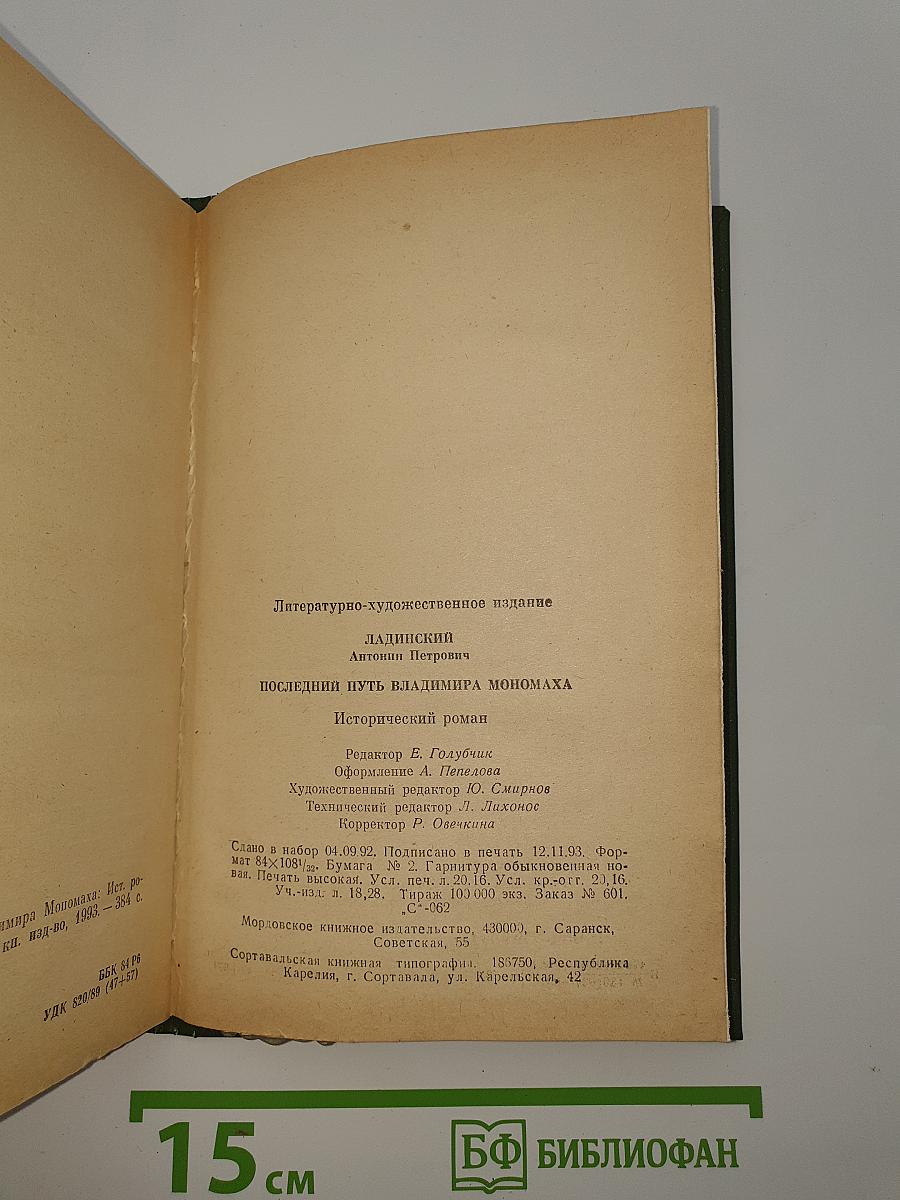 имира Мономаха: Ист. ро-
кн. изд-во, 1993. — 384 с.
ББК 84 Р6
УДК 820/89 (47+57)
Литературно-художественное издание
ЛАДИНСКИЙ
Антонин Петрович
ПОСЛЕДНИЙ ПУТЬ ВЛАДИМИРА МОНОМАХА
Исторический роман
Редактор Е. Голубчик
Оформление А. Пепелова
Художественный редактор Ю. Смирнов
Технический редактор Л. Лихонос
Корректор Р. Овечкина
Сдано в набор 04.09.92. Подписано в печать 12.11.93. Фор-
мат 84×108¹/₃₂. Бумага № 2. Гарнитура обыкновенная но-
вая. Печать высокая. Усл. печ. л. 20,16. Усл. кр.-отт. 20,16.
Уч.-изд. л. 18,28. Тираж 100 000 экз. Заказ № 601.
„С“-062
Мордовское книжное издательство, 430000, г. Саранск,
Советская, 55
Сортавальская книжная типография. 186750, Республика
Карелия, г. Сортавала, ул. Карельская, 42
15 см
БФ БИБЛИОФАН